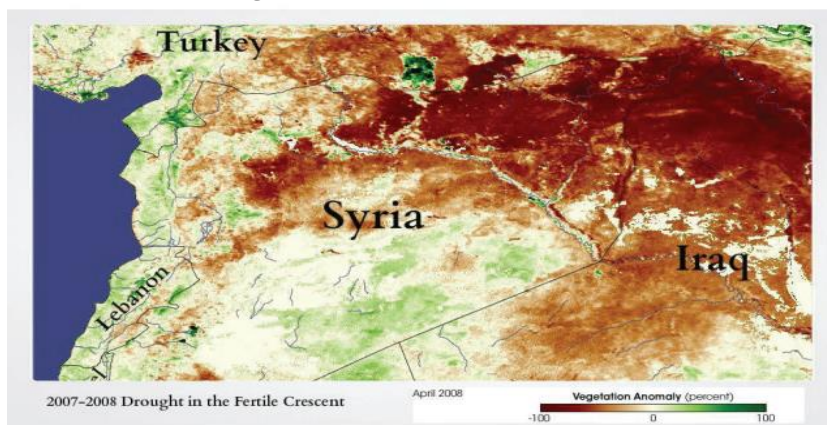 Turkey
Syria
Iraq
Lebanon
2007-2008 Drought in the Fertile Crescent
April 2008
Vegetation Anomaly (percent)
-100 0 100